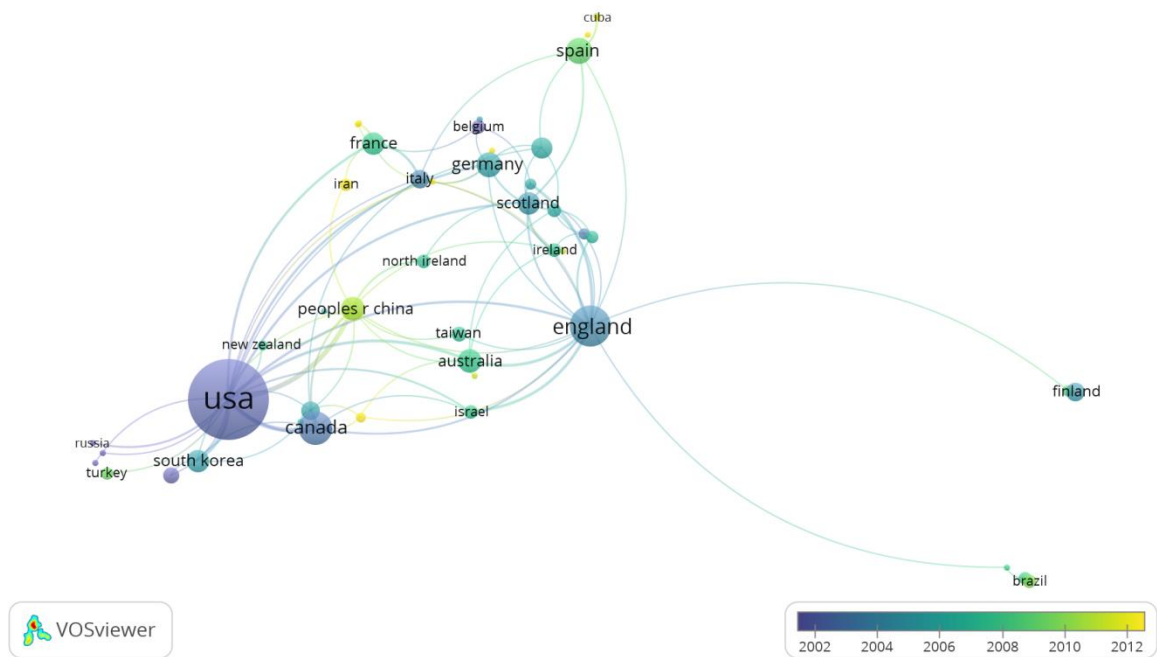 cuba
spain
belgium
france
germany
iran
italy
scotland
ireland
north ireland
peoples r china
england
taiwan
new zealand
australia
usa
finland
israel
canada
russia
south korea
turkey
brazil
VOSviewer
2002 2004 2006 2008 2010 2012